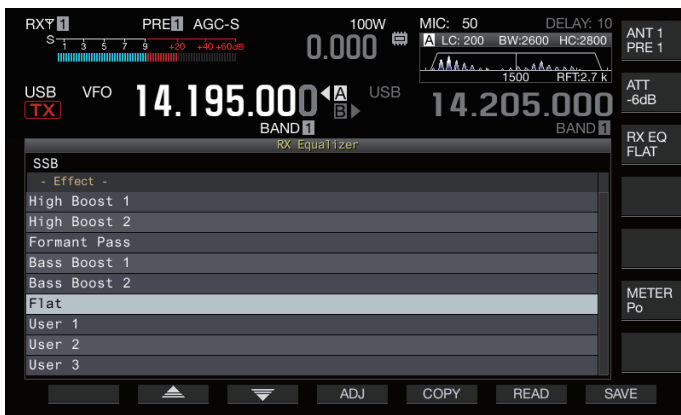 RX 1 PRE 1 AGC-S 100W MIC: 50 DELAY: 10
S 1 3 5 7 9 +20 +40 +60dB 0.000 A LC: 200 BW:2600 HC:2800
1500 RFT:2.7 k
USB VFO 14.195.000 A USB 14.205.000
TX B
BAND 1 BAND 1
RX Equalizer
SSB
- Effect -
High Boost 1
High Boost 2
Formant Pass
Bass Boost 1
Bass Boost 2
Flat
User 1
User 2
User 3
ADJ COPY READ SAVE
ANT 1
PRE 1
ATT
-6dB
RX EQ
FLAT
METER
Po